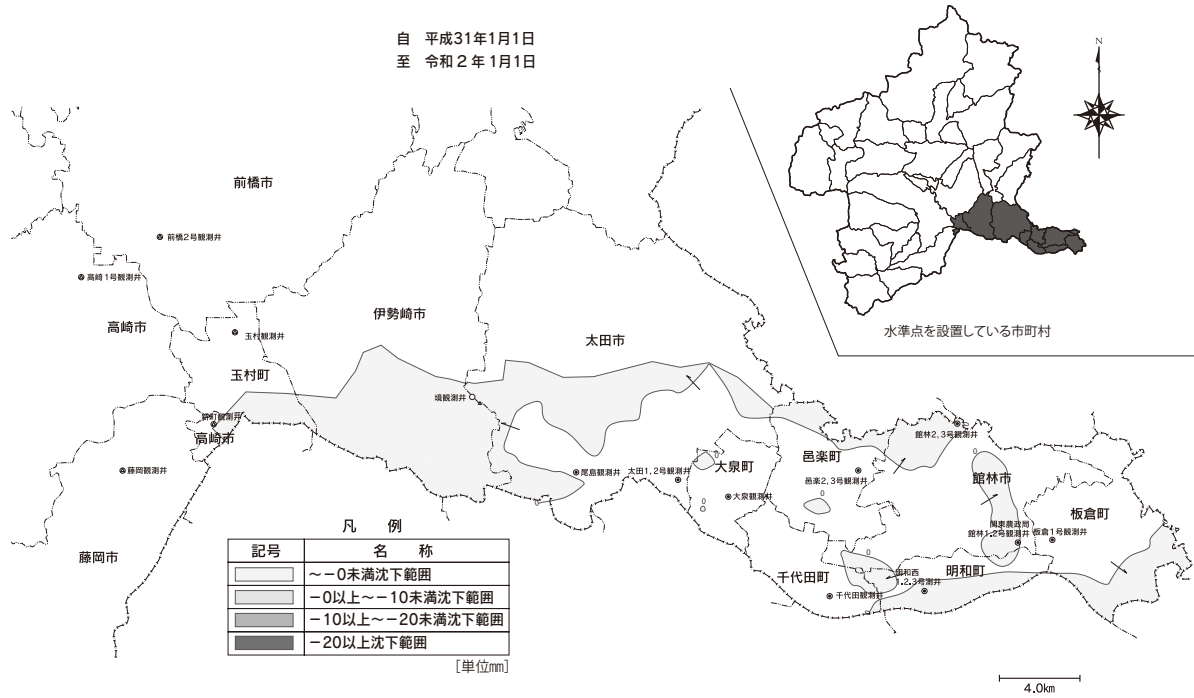 自　平成31年1月1日
至　令和2年1月1日
N
前橋市
前橋2号観測井
高崎1号観測井
高崎市
玉村観測井
玉村町
伊勢崎市
太田市
水準点を設置している市町村
境観測井
新町観測井
高崎市
藤岡観測井
藤岡市
尾島観測井
太田1,2号観測井
大泉町
0
大泉観測井
0
邑楽町
邑楽2,3号観測井
0
館林2,3号観測井
0
0
館林市
関東農政局
館林1.2号観測井
板倉町
板倉1号観測井
千代田町
0
千代田観測井
0
明和西
1.2.3号測井
明和町
凡　例
記号　名　称
～－0未満沈下範囲
－0以上～－10未満沈下範囲
－10以上～－20未満沈下範囲
－20以上沈下範囲
[単位mm]
4.0km